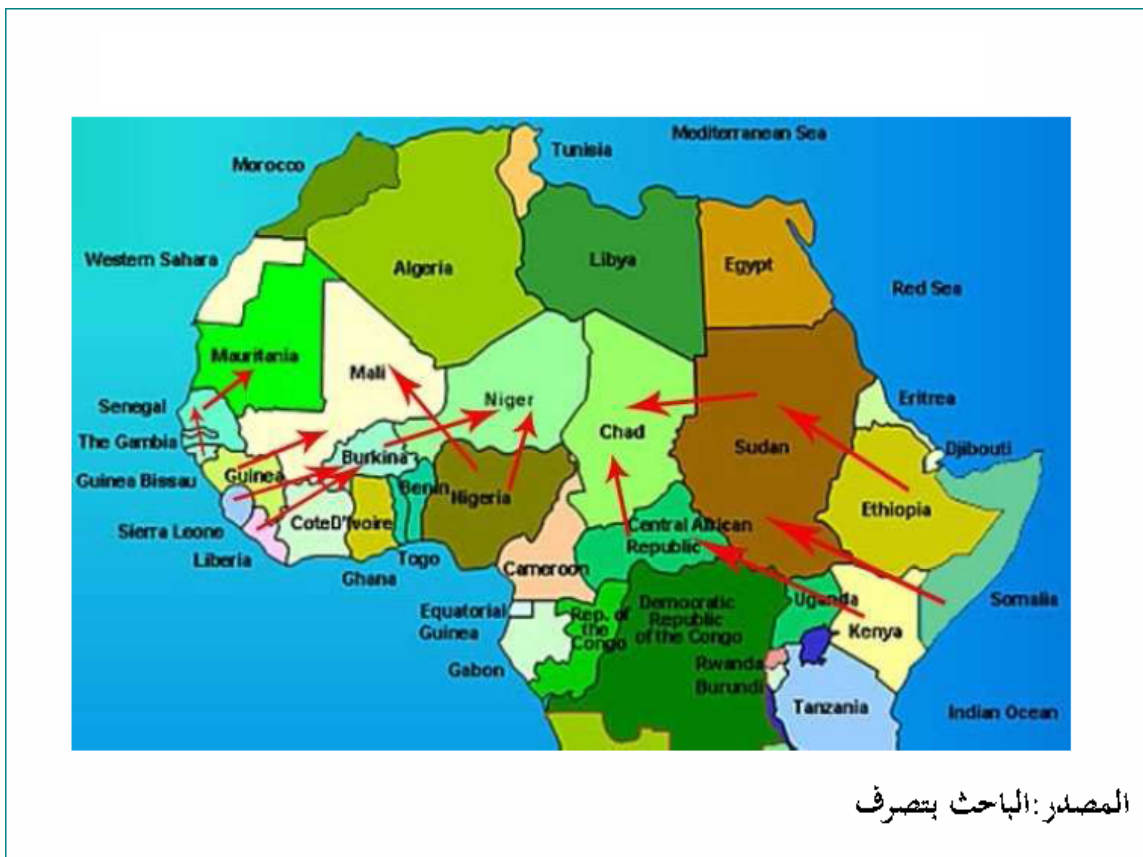 Mediterranean Sea
Tunisia
Morocco
Western Sahara
Algeria
Libya
Egypt
Red Sea
Mauritania
Mali
Niger
Chad
Sudan
Eritrea
Senegal
The Gambia
Djibouti
Guinea Bissau
Guinea
Burkina
Benin
Nigeria
Ethiopia
Sierra Leone
CoteD'Ivoire
Central African
Republic
Liberia
Togo
Ghana
Cameroon
Somalia
Uganda
Equatorial
Guinea
Rep. of
the
Congo
Democratic
Republic
of the Congo
Kenya
Gabon
Rwanda
Burundi
Tanzania
Indian Ocean
المصدر:الباحث بتصرف